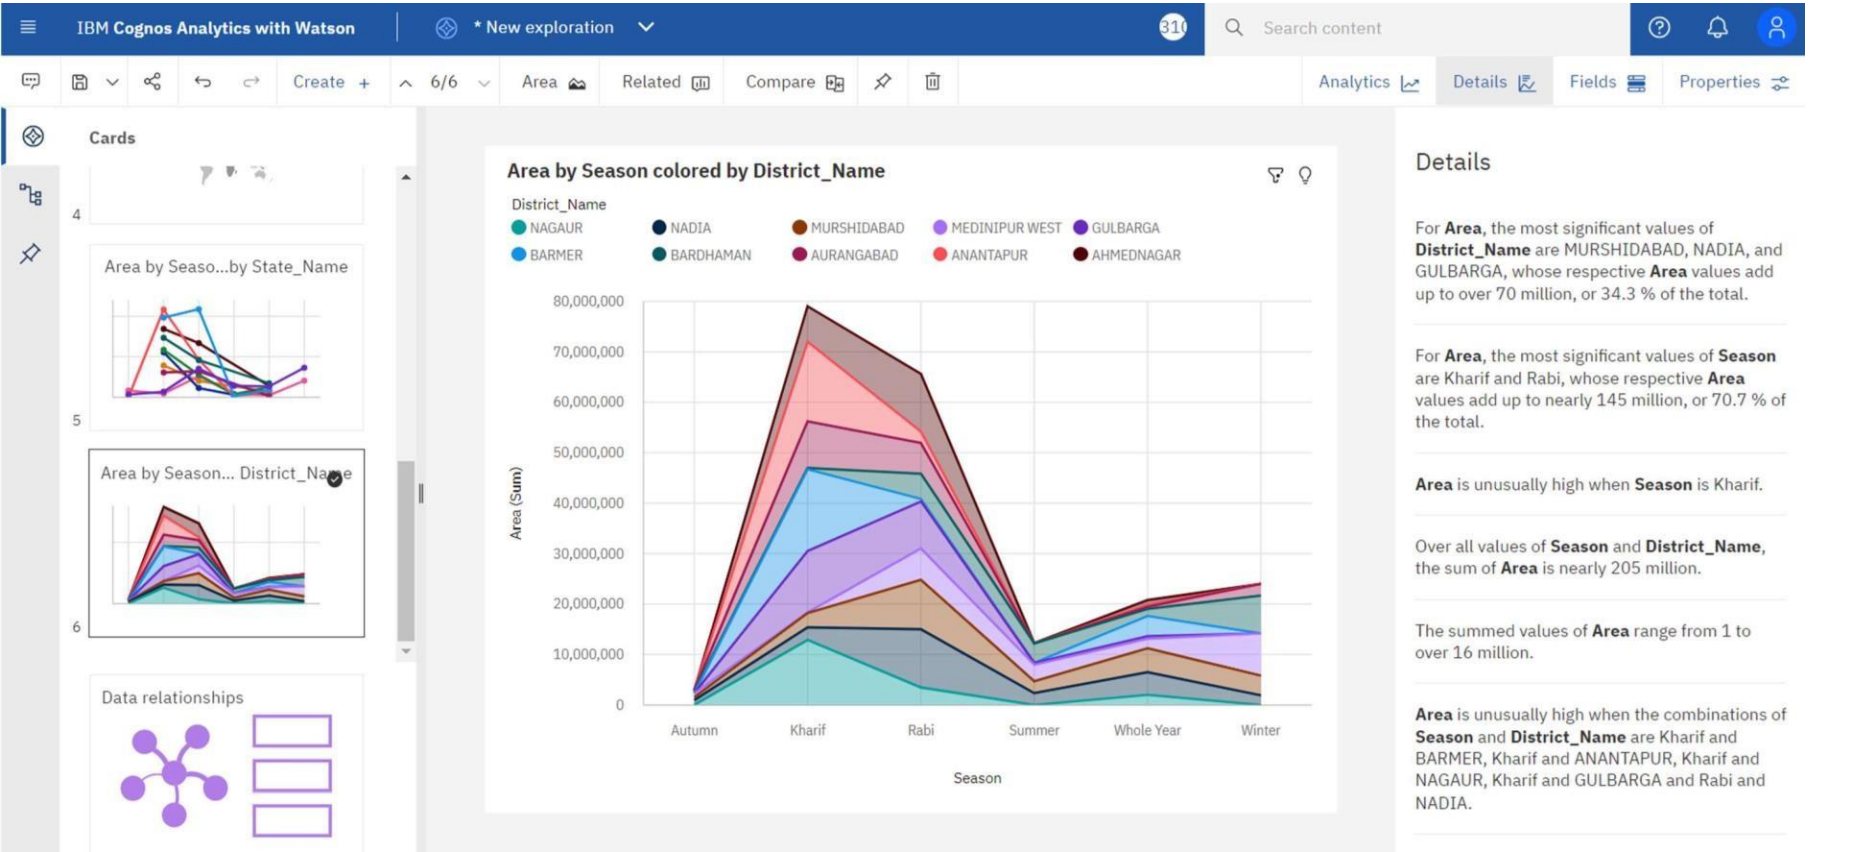 IBM Cognos Analytics with Watson
* New exploration
310
Search content
Create +
6/6
Area
Related
Compare
Analytics
Details
Fields
Properties
Cards
4
Area by Seaso...by State_Name
5
Area by Season... District_Name
6
Data relationships
Area by Season colored by District_Name
District_Name
NAGAUR NADIA MURSHIDABAD MEDINIPUR WEST GULBARGA
BARMER BARDHAMAN AURANGABAD ANANTAPUR AHMEDNAGAR
80,000,000
70,000,000
60,000,000
50,000,000
40,000,000
30,000,000
20,000,000
10,000,000
0
Area (Sum)
Autumn Kharif Rabi Summer Whole Year Winter
Season
Details
For Area, the most significant values of
District_Name are MURSHIDABAD, NADIA, and
GULBARGA, whose respective Area values add
up to over 70 million, or 34.3 % of the total.
For Area, the most significant values of Season
are Kharif and Rabi, whose respective Area
values add up to nearly 145 million, or 70.7 % of
the total.
Area is unusually high when Season is Kharif.
Over all values of Season and District_Name,
the sum of Area is nearly 205 million.
The summed values of Area range from 1 to
over 16 million.
Area is unusually high when the combinations of
Season and District_Name are Kharif and
BARMER, Kharif and ANANTAPUR, Kharif and
NAGAUR, Kharif and GULBARGA and Rabi and
NADIA.